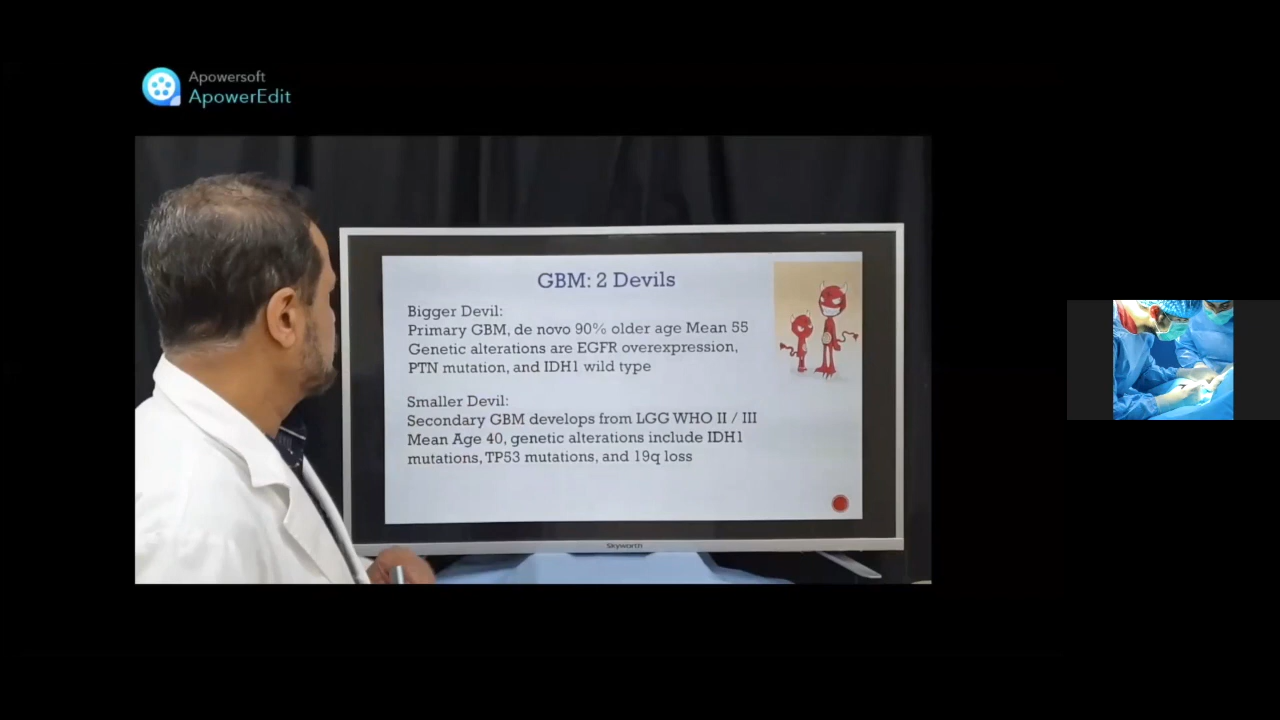 Apowersoft
ApowerEdit
GBM: 2 Devils
Bigger Devil:
Primary GBM, de novo 90% older age Mean 55
Genetic alterations are EGFR overexpression,
PTN mutation, and IDH1 wild type
Smaller Devil:
Secondary GBM develops from LGG WHO II / III
Mean Age 40, genetic alterations include IDH1
mutations, TP53 mutations, and 19q loss
Skyworth